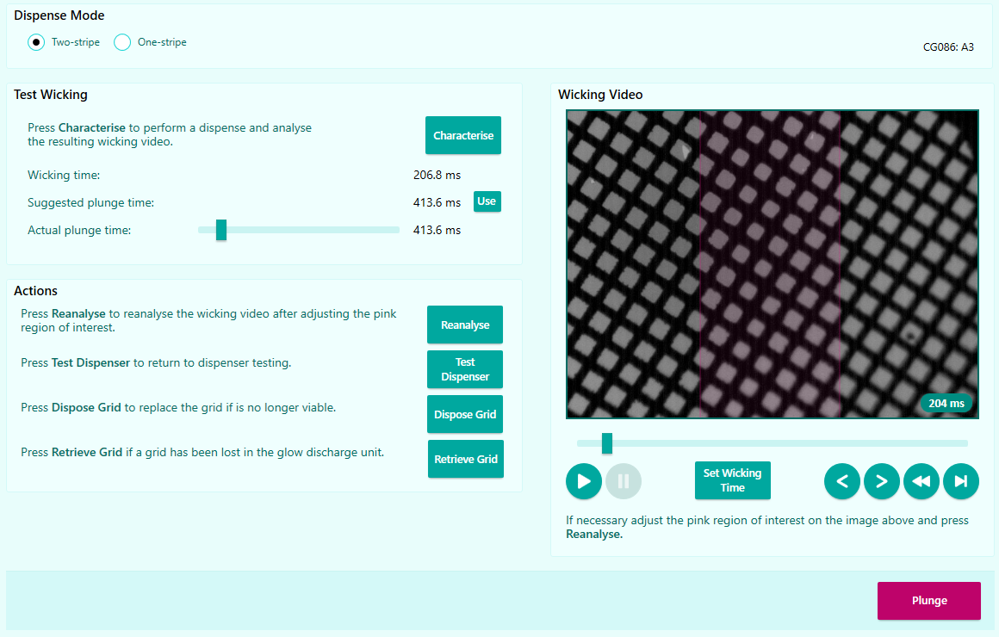 Dispense Mode
Two-stripe
One-stripe
CG086: A3
Test Wicking
Press Characterise to perform a dispense and analyse
the resulting wicking video.
Characterise
Wicking time:
206.8 ms
Suggested plunge time:
413.6 ms
Use
Actual plunge time:
413.6 ms
Actions
Press Reanalyse to reanalyse the wicking video after adjusting the pink
region of interest.
Reanalyse
Press Test Dispenser to return to dispenser testing.
Test
Dispenser
Press Dispose Grid to replace the grid if is no longer viable.
Dispose Grid
Press Retrieve Grid if a grid has been lost in the glow discharge unit.
Retrieve Grid
Wicking Video
204 ms
Set Wicking
Time
If necessary adjust the pink region of interest on the image above and press
Reanalyse.
Plunge